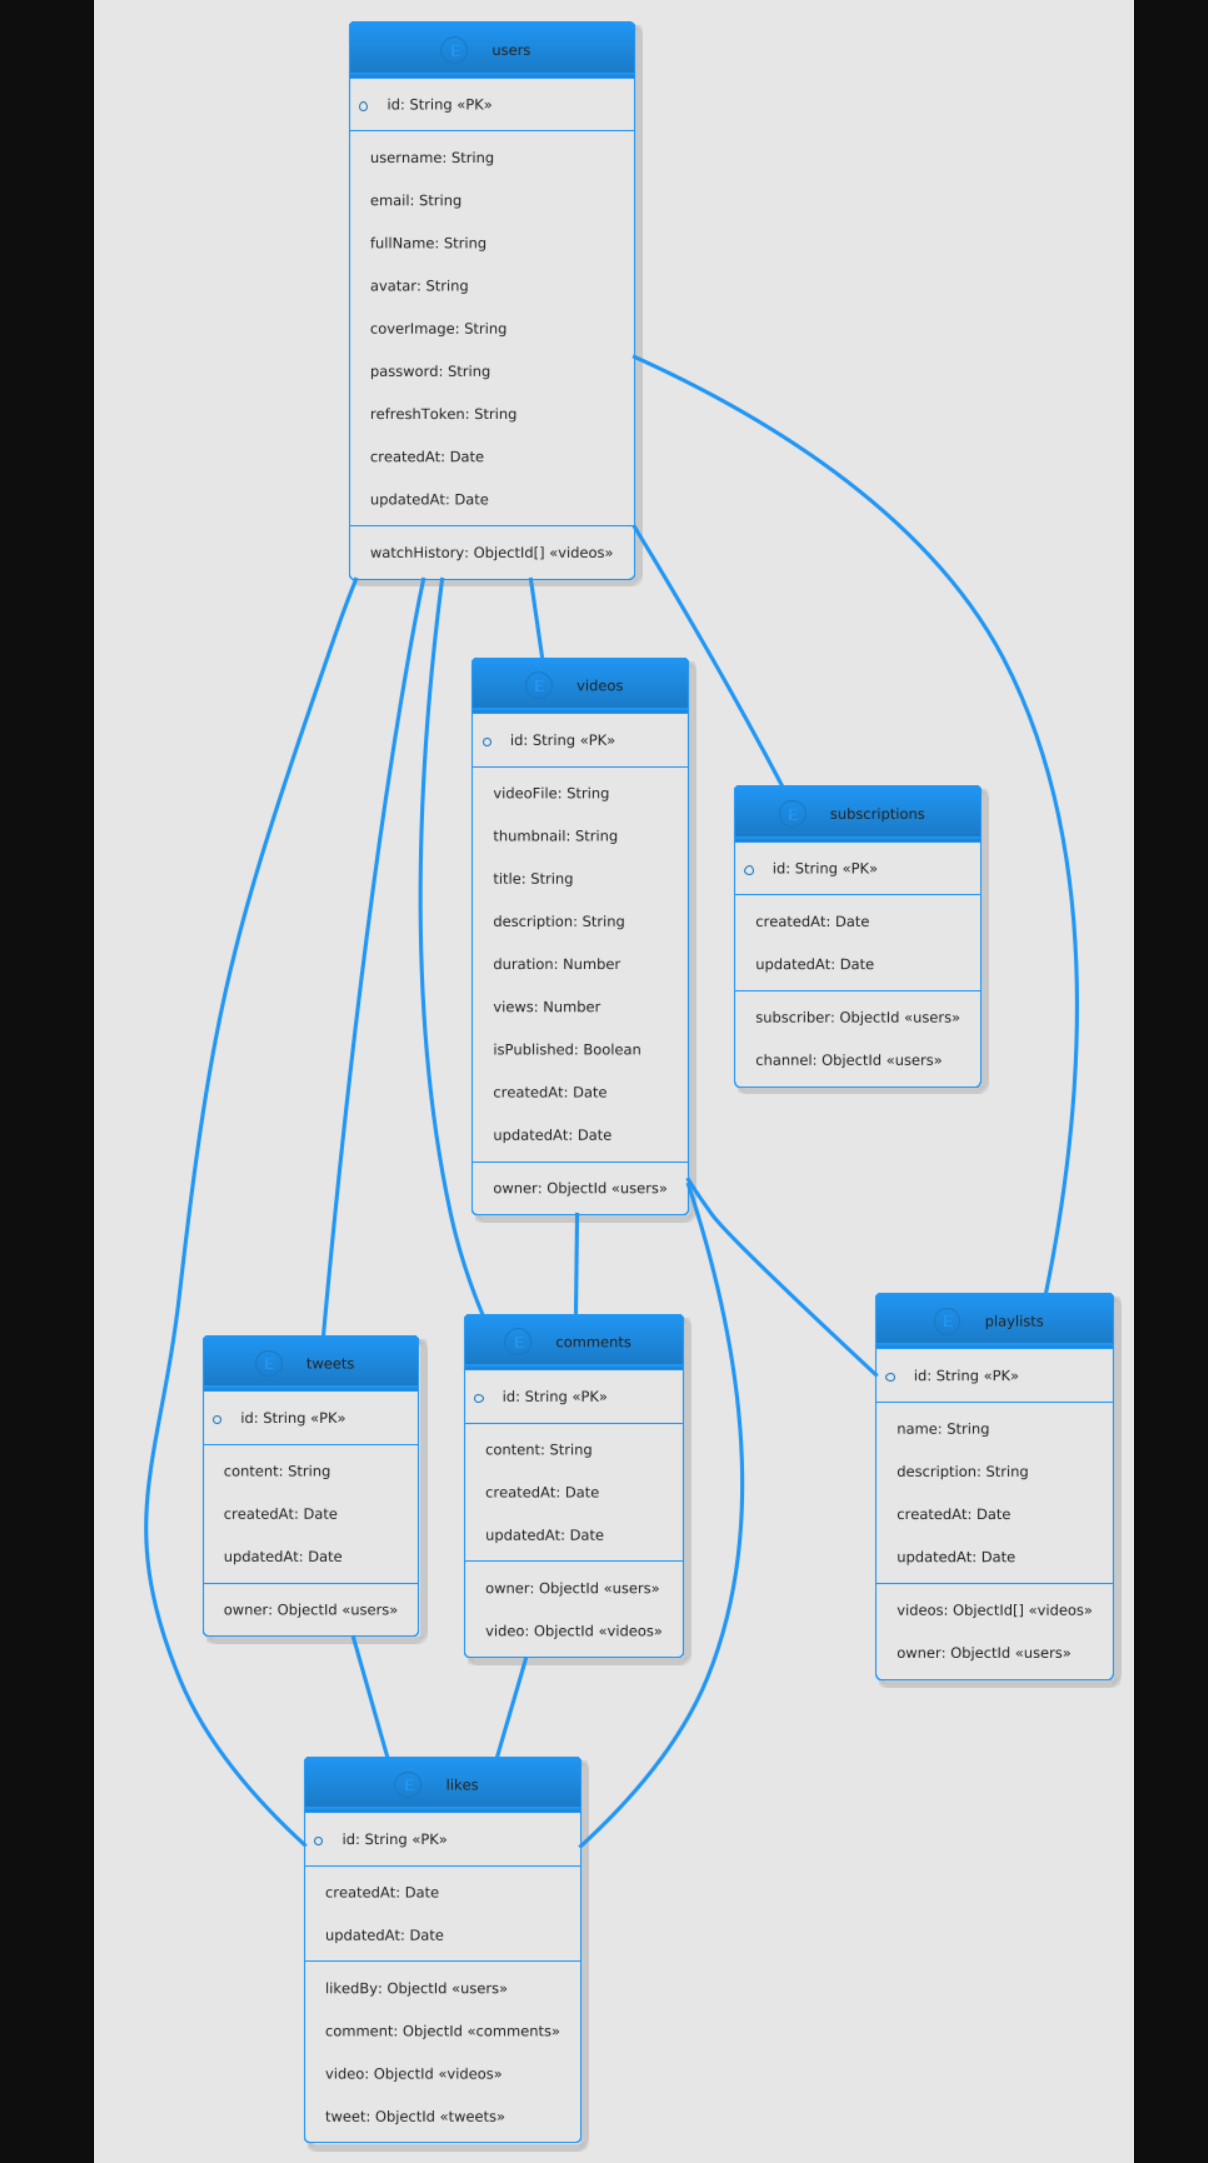 E users
id: String «PK»
username: String
email: String
fullName: String
avatar: String
coverImage: String
password: String
refreshToken: String
createdAt: Date
updatedAt: Date
watchHistory: ObjectId[] «videos»
E videos
id: String «PK»
videoFile: String
thumbnail: String
title: String
description: String
duration: Number
views: Number
isPublished: Boolean
createdAt: Date
updatedAt: Date
owner: ObjectId «users»
E subscriptions
id: String «PK»
createdAt: Date
updatedAt: Date
subscriber: ObjectId «users»
channel: ObjectId «users»
E tweets
id: String «PK»
content: String
createdAt: Date
updatedAt: Date
owner: ObjectId «users»
E comments
id: String «PK»
content: String
createdAt: Date
updatedAt: Date
owner: ObjectId «users»
video: ObjectId «videos»
E playlists
id: String «PK»
name: String
description: String
createdAt: Date
updatedAt: Date
videos: ObjectId[] «videos»
owner: ObjectId «users»
E likes
id: String «PK»
createdAt: Date
updatedAt: Date
likedBy: ObjectId «users»
comment: ObjectId «comments»
video: ObjectId «videos»
tweet: ObjectId «tweets»